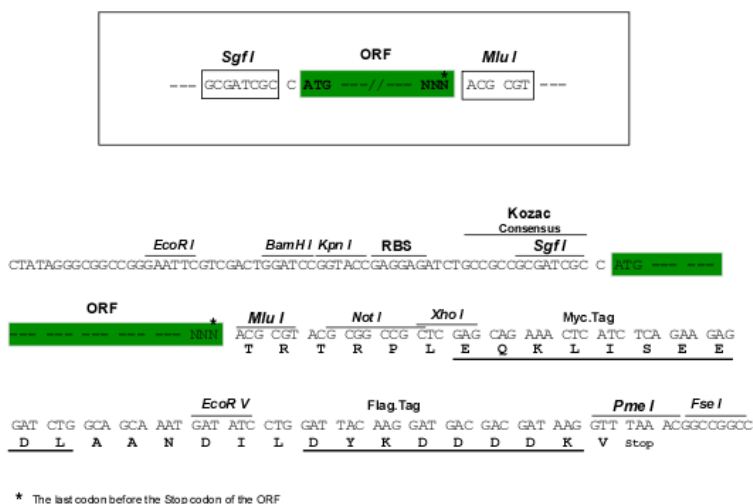 Sgf I ORF Mlu I
--- GCGATCGC C ATG ---//--- NNN* ACG CGT ---
Kozac
Consensus
EcoR I BamH I Kpn I RBS Sgf I
CTATAGGGCGGCCGGGAATTCGTCGACTGGATCCGGTACCGAGGAGATCTGCCGCCGCGATCGC C ATG --- ---
ORF
Mlu I Not I Xho I Myc.Tag
--- --- --- --- --- --- NNN* ACG CGT ACG CGG CCG CTC GAG CAG AAA CTC ATC TCA GAA GAG
T R T R P L E Q K L I S E E
EcoR V Flag.Tag Pme I Fse I
GAT CTG GCA GCA AAT GAT ATC CTG GAT TAC AAG GAT GAC GAC GAT AAG GTT TAA ACGGCCGGCC
D L A A N D I L D Y K D D D D K V Stop
* The last codon before the Stop codon of the ORF